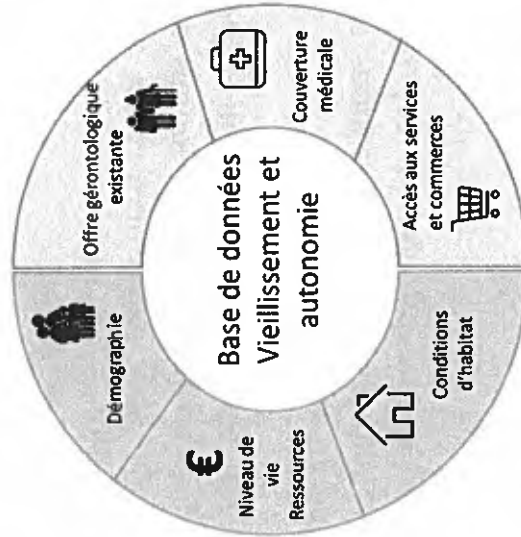 Base de données
Vieillissement et
autonomie
Démographie
Offre gérontologique
existante
Couverture
médicale
Accès aux services
et commerces
Conditions
d'habitat
€
Niveau de
vie
Ressources